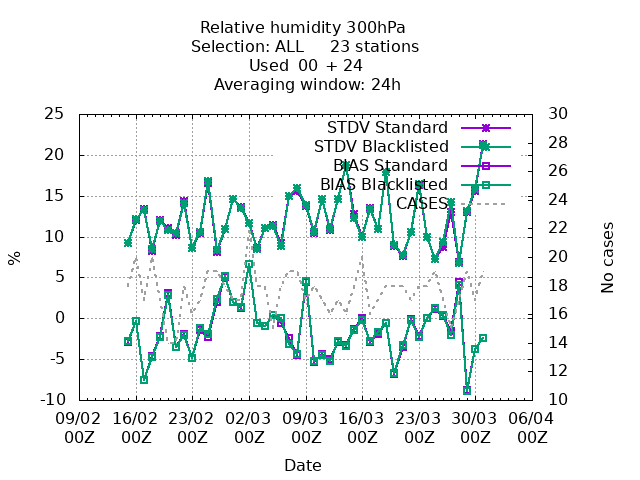 Relative humidity 300hPa
Selection: ALL 23 stations
Used 00 + 24
Averaging window: 24h
STDV Standard
STDV Blacklisted
BIAS Standard
BIAS Blacklisted
CASES
25
20
15
10
5
0
-5
-10
%
30
28
26
24
22
20
18
16
14
12
10
No cases
09/02 16/02 23/02 02/03 09/03 16/03 23/03 30/03 06/04
00Z 00Z 00Z 00Z 00Z 00Z 00Z 00Z 00Z
Date